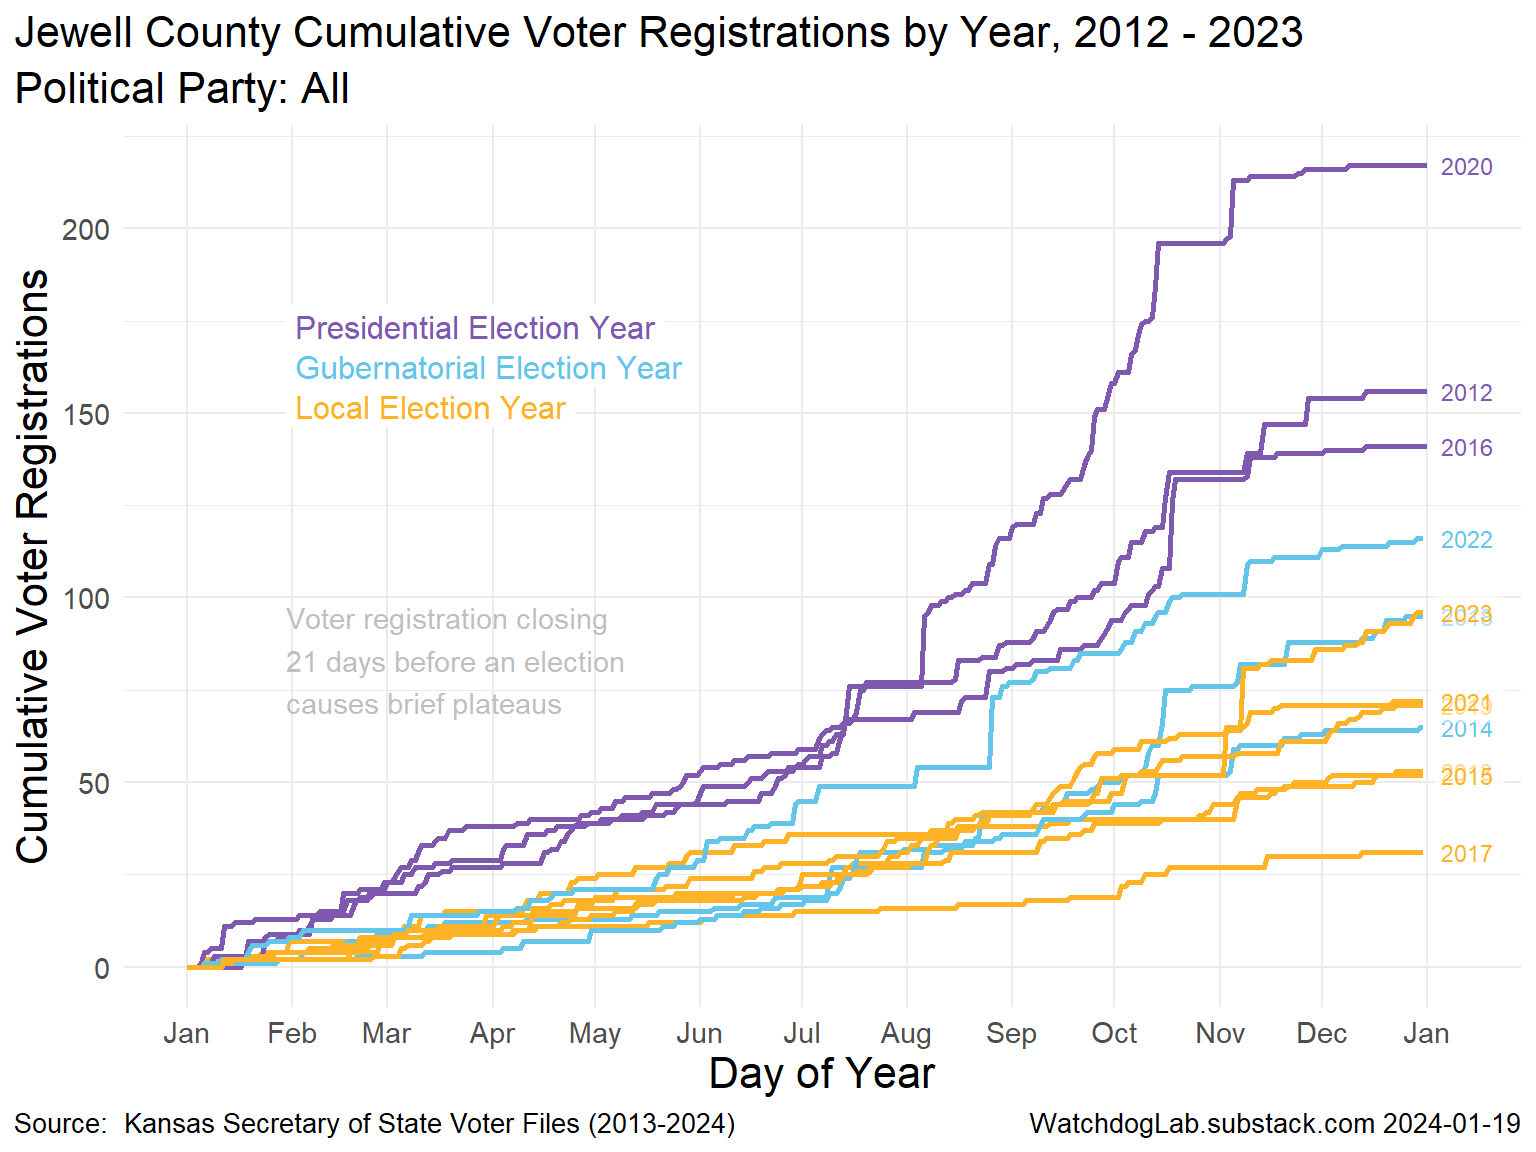 Jewell County Cumulative Voter Registrations by Year, 2012 - 2023
Political Party: All
Cumulative Voter Registrations
200
150
100
50
0
Presidential Election Year
Gubernatorial Election Year
Local Election Year
Voter registration closing
21 days before an election
causes brief plateaus
2020
2012
2016
2022
2023
2021
2014
2015
2017
Jan Feb Mar Apr May Jun Jul Aug Sep Oct Nov Dec Jan
Day of Year
Source: Kansas Secretary of State Voter Files (2013-2024)
WatchdogLab.substack.com 2024-01-19